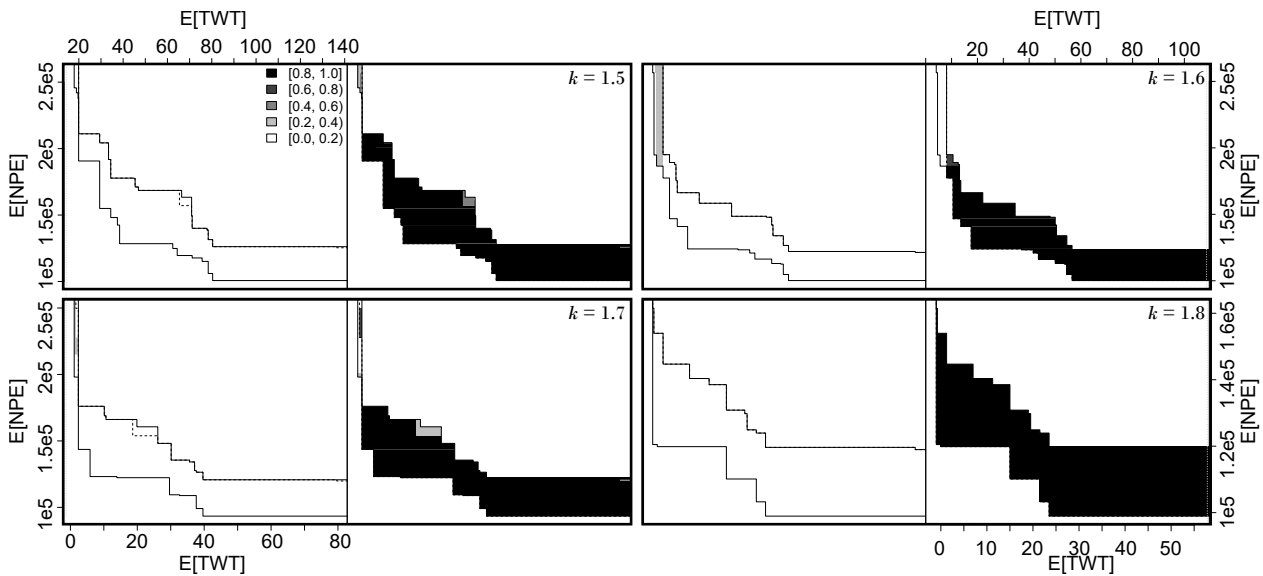 E[TWT]
E[TWT]
20 40 60 80 100 120 140
20 40 60 80 100
[0.8, 1.0]
[0.6, 0.8)
[0.4, 0.6)
[0.2, 0.4)
[0.0, 0.2)
k = 1.5
k = 1.6
E[NPE]
1e5 1.5e5 2e5 2.5e5
1e5 1.5e5 2e5 2.5e5
E[NPE]
k = 1.7
k = 1.8
E[NPE]
1e5 1.5e5 2e5 2.5e5
1e5 1.2e5 1.4e5 1.6e5
E[NPE]
0 20 40 60 80
0 10 20 30 40 50
E[TWT]
E[TWT]